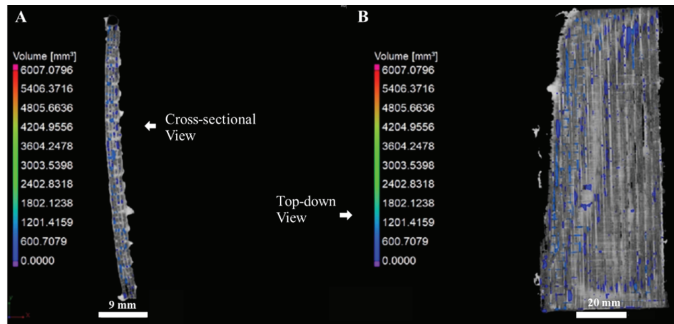 A
Volume [mm³]
6007.0796
5406.3716
4805.6636
4204.9556
3604.2478
3003.5398
2402.8318
1802.1238
1201.4159
600.7079
0.0000
Cross-sectional
View
9 mm
B
Volume [mm³]
6007.0796
5406.3716
4805.6636
4204.9556
3604.2478
3003.5398
2402.8318
1802.1238
1201.4159
600.7079
0.0000
Top-down
View
20 mm